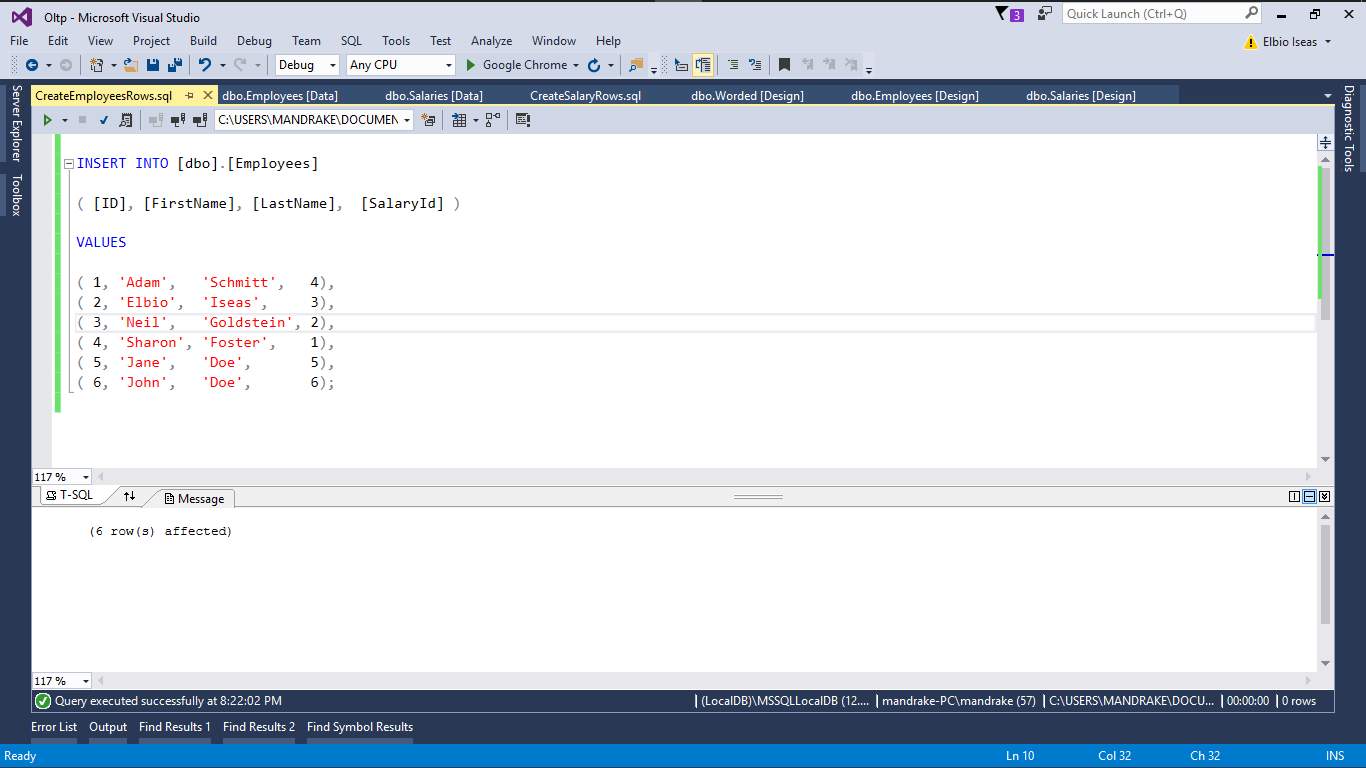 Oltp - Microsoft Visual Studio
3
Quick Launch (Ctrl+Q)
File Edit View Project Build Debug Team SQL Tools Test Analyze Window Help
Elbio Iseas
Debug Any CPU Google Chrome
Server Explorer
Toolbox
CreateEmployeesRows.sql dbo.Employees [Data] dbo.Salaries [Data] CreateSalaryRows.sql dbo.Worded [Design] dbo.Employees [Design] dbo.Salaries [Design]
Diagnostic Tools
C:\USERS\MANDRAKE\DOCUMEN
INSERT INTO [dbo].[Employees]
( [ID], [FirstName], [LastName],  [SalaryId] )
VALUES
( 1, 'Adam',   'Schmitt',   4),
( 2, 'Elbio',  'Iseas',     3),
( 3, 'Neil',   'Goldstein', 2),
( 4, 'Sharon', 'Foster',    1),
( 5, 'Jane',   'Doe',       5),
( 6, 'John',   'Doe',       6);
117 %
T-SQL Message
(6 row(s) affected)
117 %
Query executed successfully at 8:22:02 PM | (LocalDB)\MSSQLLocalDB (12.... | mandrake-PC\mandrake (57) | C:\USERS\MANDRAKE\DOCU... | 00:00:00 | 0 rows
Error List Output Find Results 1 Find Results 2 Find Symbol Results
Ready Ln 10 Col 32 Ch 32 INS